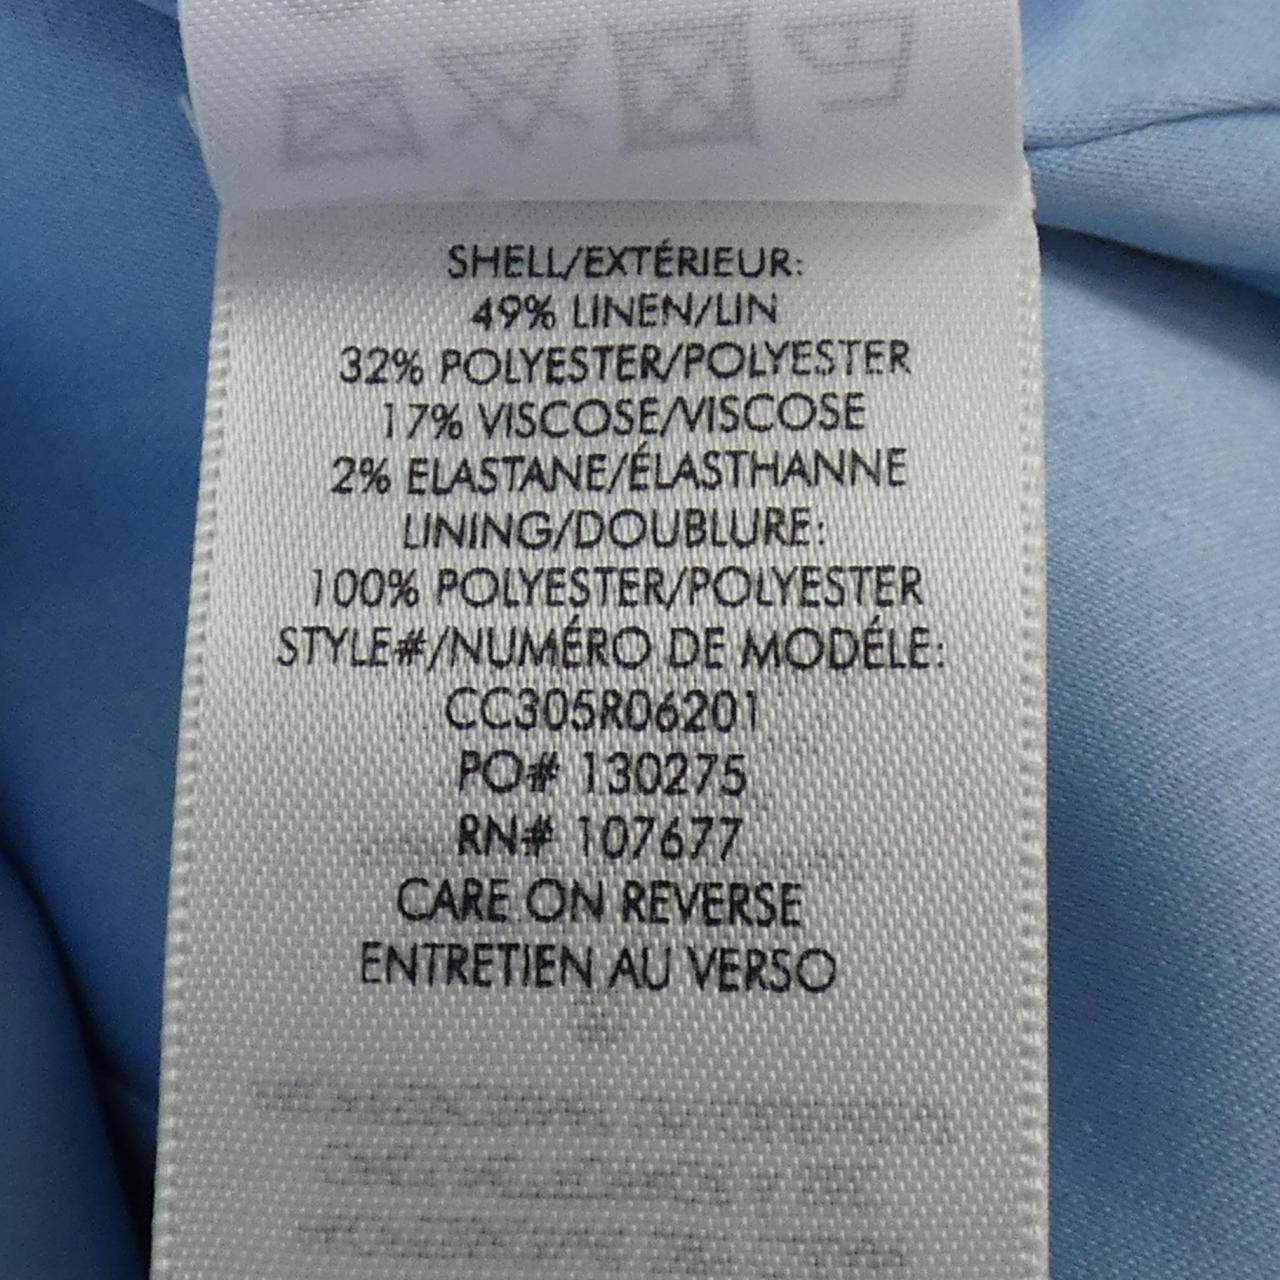 SHELL/EXTÉRIEUR:
49% LINEN/LIN
32% POLYESTER/POLYESTER
17% VISCOSE/VISCOSE
2% ELASTANE/ÉLASTHANNE
LINING/DOUBLURE:
100% POLYESTER/POLYESTER
STYLE#/NUMÉRO DE MODÉLE:
CC305R06201
PO# 130275
RN# 107677
CARE ON REVERSE
ENTRETIEN AU VERSO